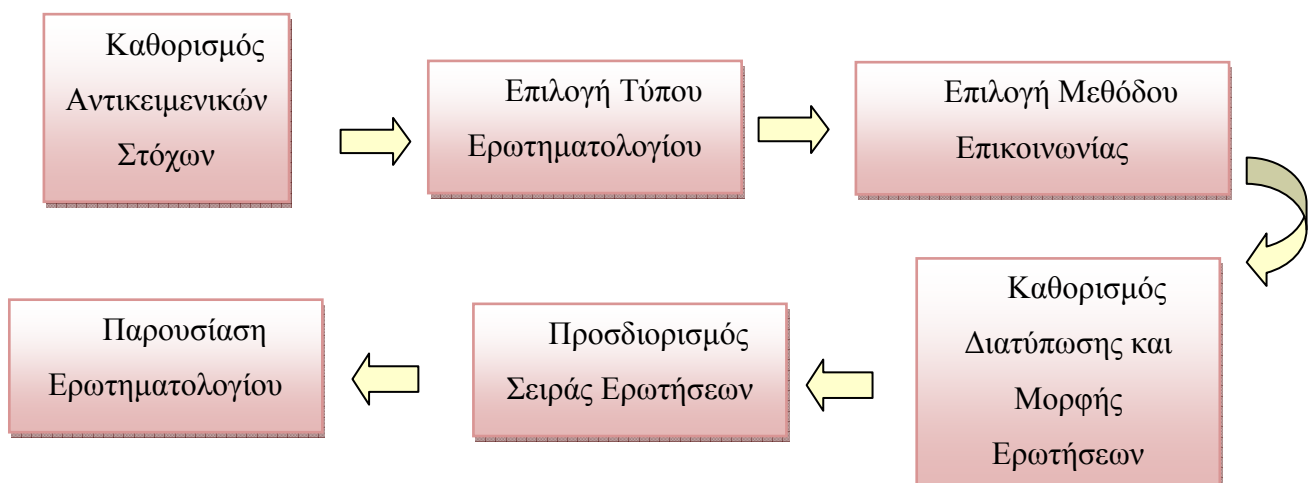 Καθορισμός
Αντικειμενικών
Στόχων
Επιλογή Τύπου
Ερωτηματολογίου
Επιλογή Μεθόδου
Επικοινωνίας
Καθορισμός
Διατύπωσης και
Μορφής
Ερωτήσεων
Προσδιορισμός
Σειράς Ερωτήσεων
Παρουσίαση
Ερωτηματολογίου